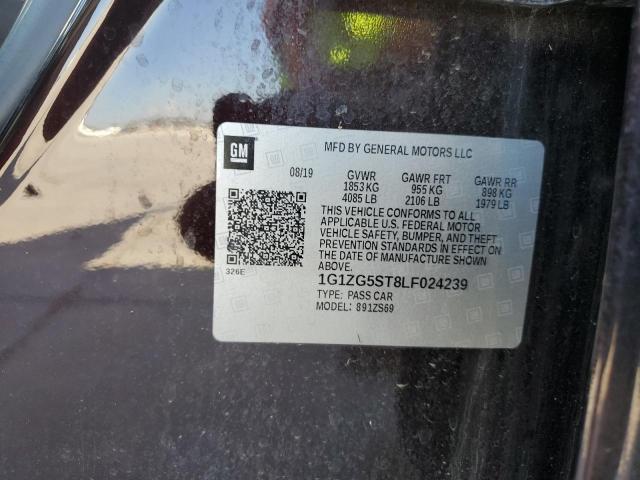 GM
MFD BY GENERAL MOTORS LLC
08/19 GVWR GAWR FRT GAWR RR
1853 KG 955 KG 898 KG
4085 LB 2106 LB 1979 LB
THIS VEHICLE CONFORMS TO ALL
APPLICABLE U.S. FEDERAL MOTOR
VEHICLE SAFETY, BUMPER, AND THEFT
PREVENTION STANDARDS IN EFFECT ON
THE DATE OF MANUFACTURE SHOWN
ABOVE.
326E
1G1ZG5ST8LF024239
TYPE: PASS CAR
MODEL: 891ZS69